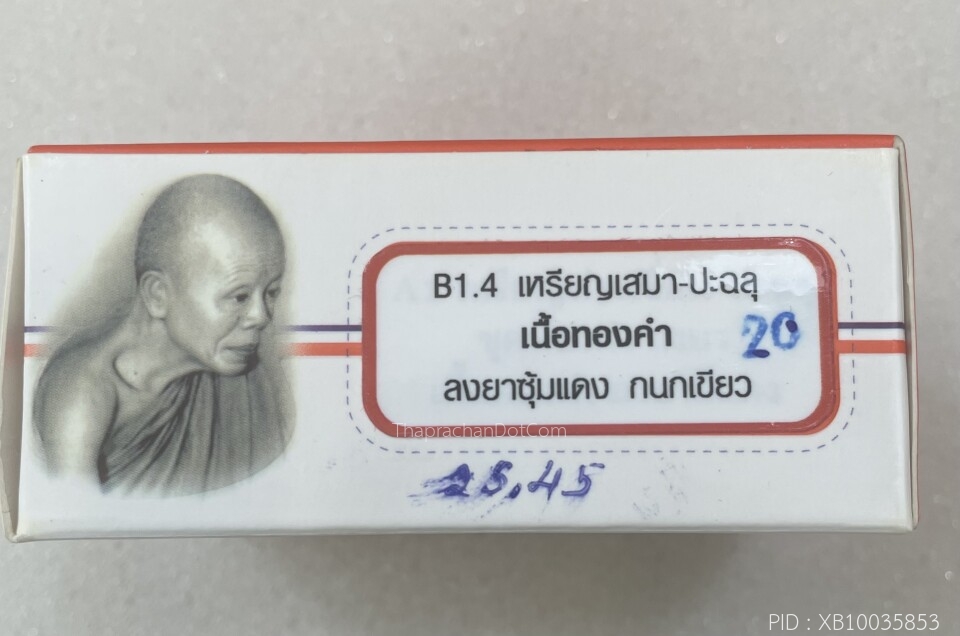 B1.4 เหรียญเสมา-ปะฉลุ
เนื้อทองคำ 20
ลงยาซุ้มแดง กนกเขียว
ThaprachanDotCom
25.45
PID : XB10035853